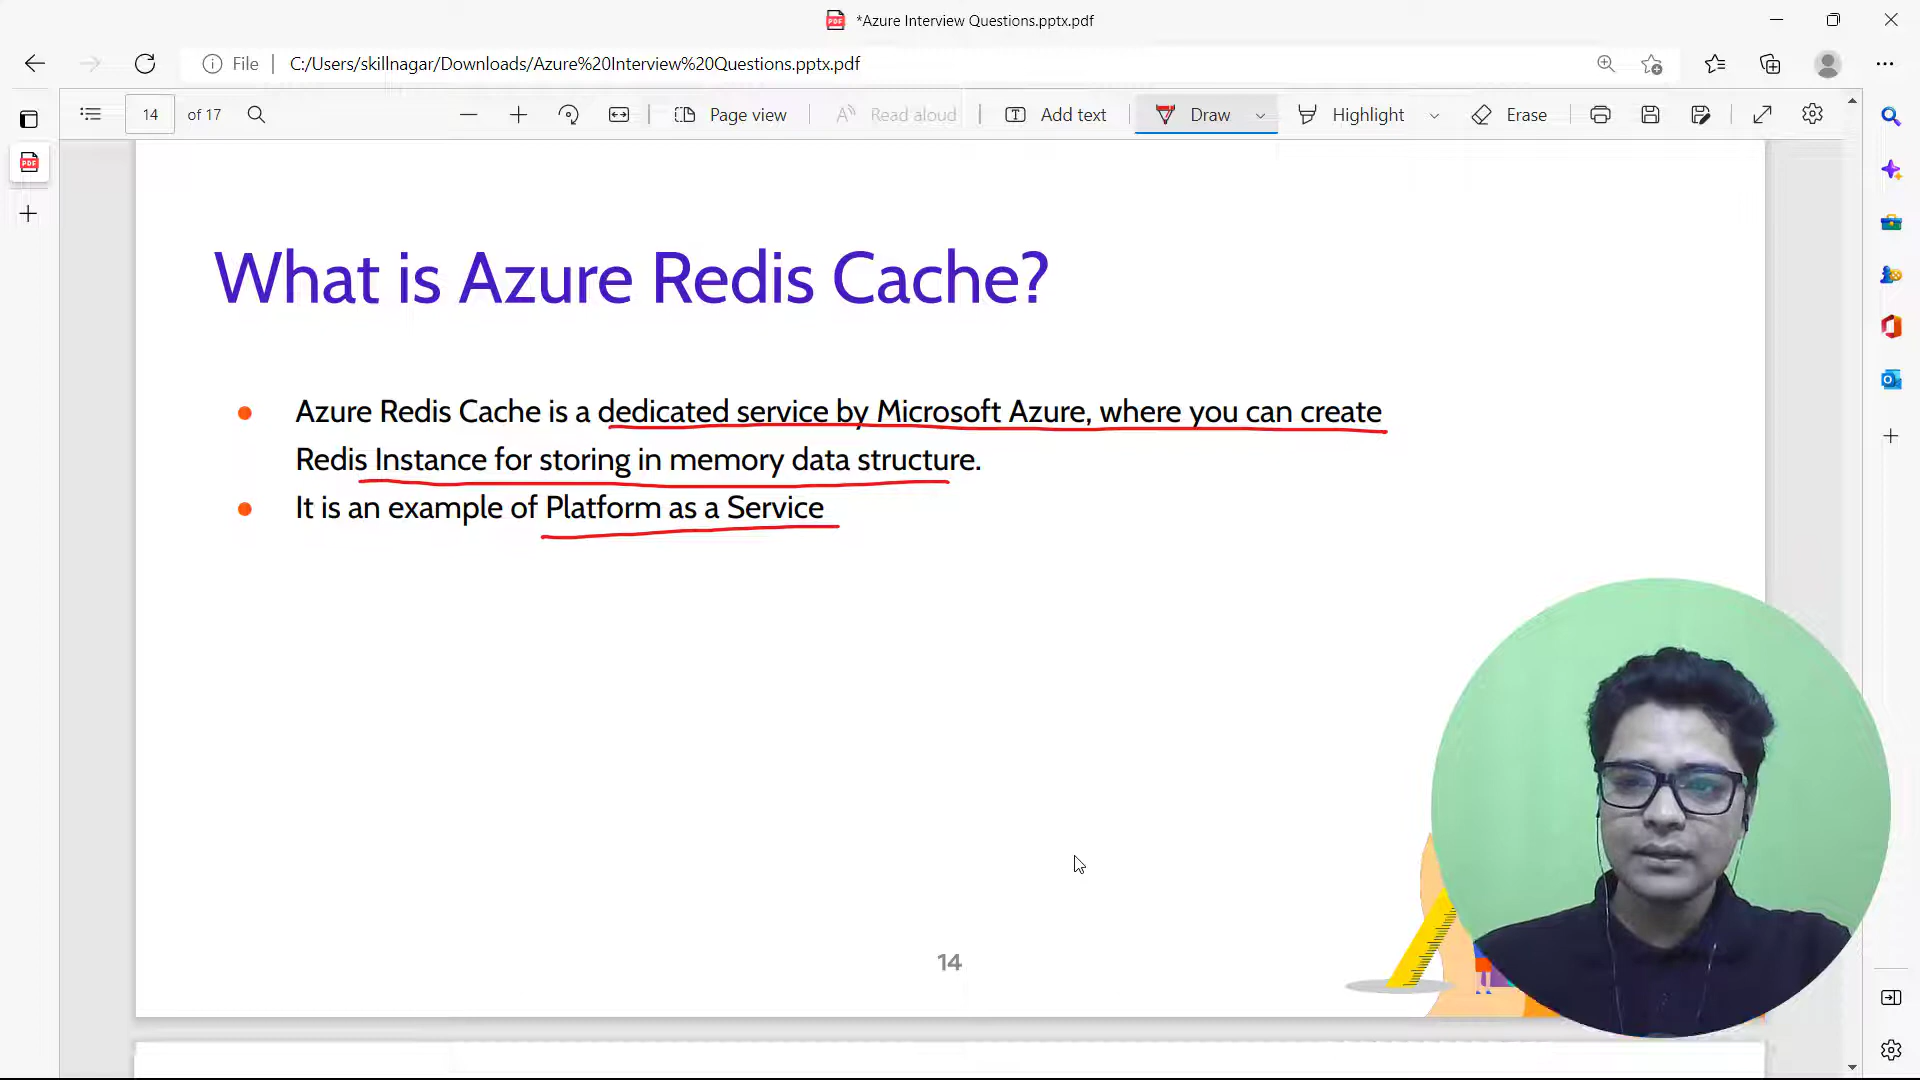 *Azure Interview Questions.pptx.pdf
File
C:/Users/skillnagar/Downloads/Azure%20Interview%20Questions.pptx.pdf
14 of 17
Page view
Read aloud
Add text
Draw
Highlight
Erase
What is Azure Redis Cache?
Azure Redis Cache is a dedicated service by Microsoft Azure, where you can create
Redis Instance for storing in memory data structure.
It is an example of Platform as a Service
14